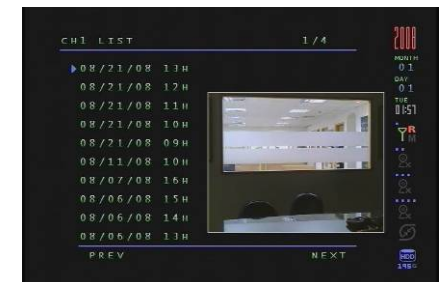 CH1 LIST 1/4
08/21/08 13H
08/21/08 12H
08/21/08 11H
08/21/08 10H
08/21/08 09H
08/11/08 10H
08/07/08 16H
08/06/08 15H
08/06/08 14H
08/06/08 13H
PREV NEXT
2008
MONTH
01
DAY
01
TUE
01:57
R
M
HDD
195G